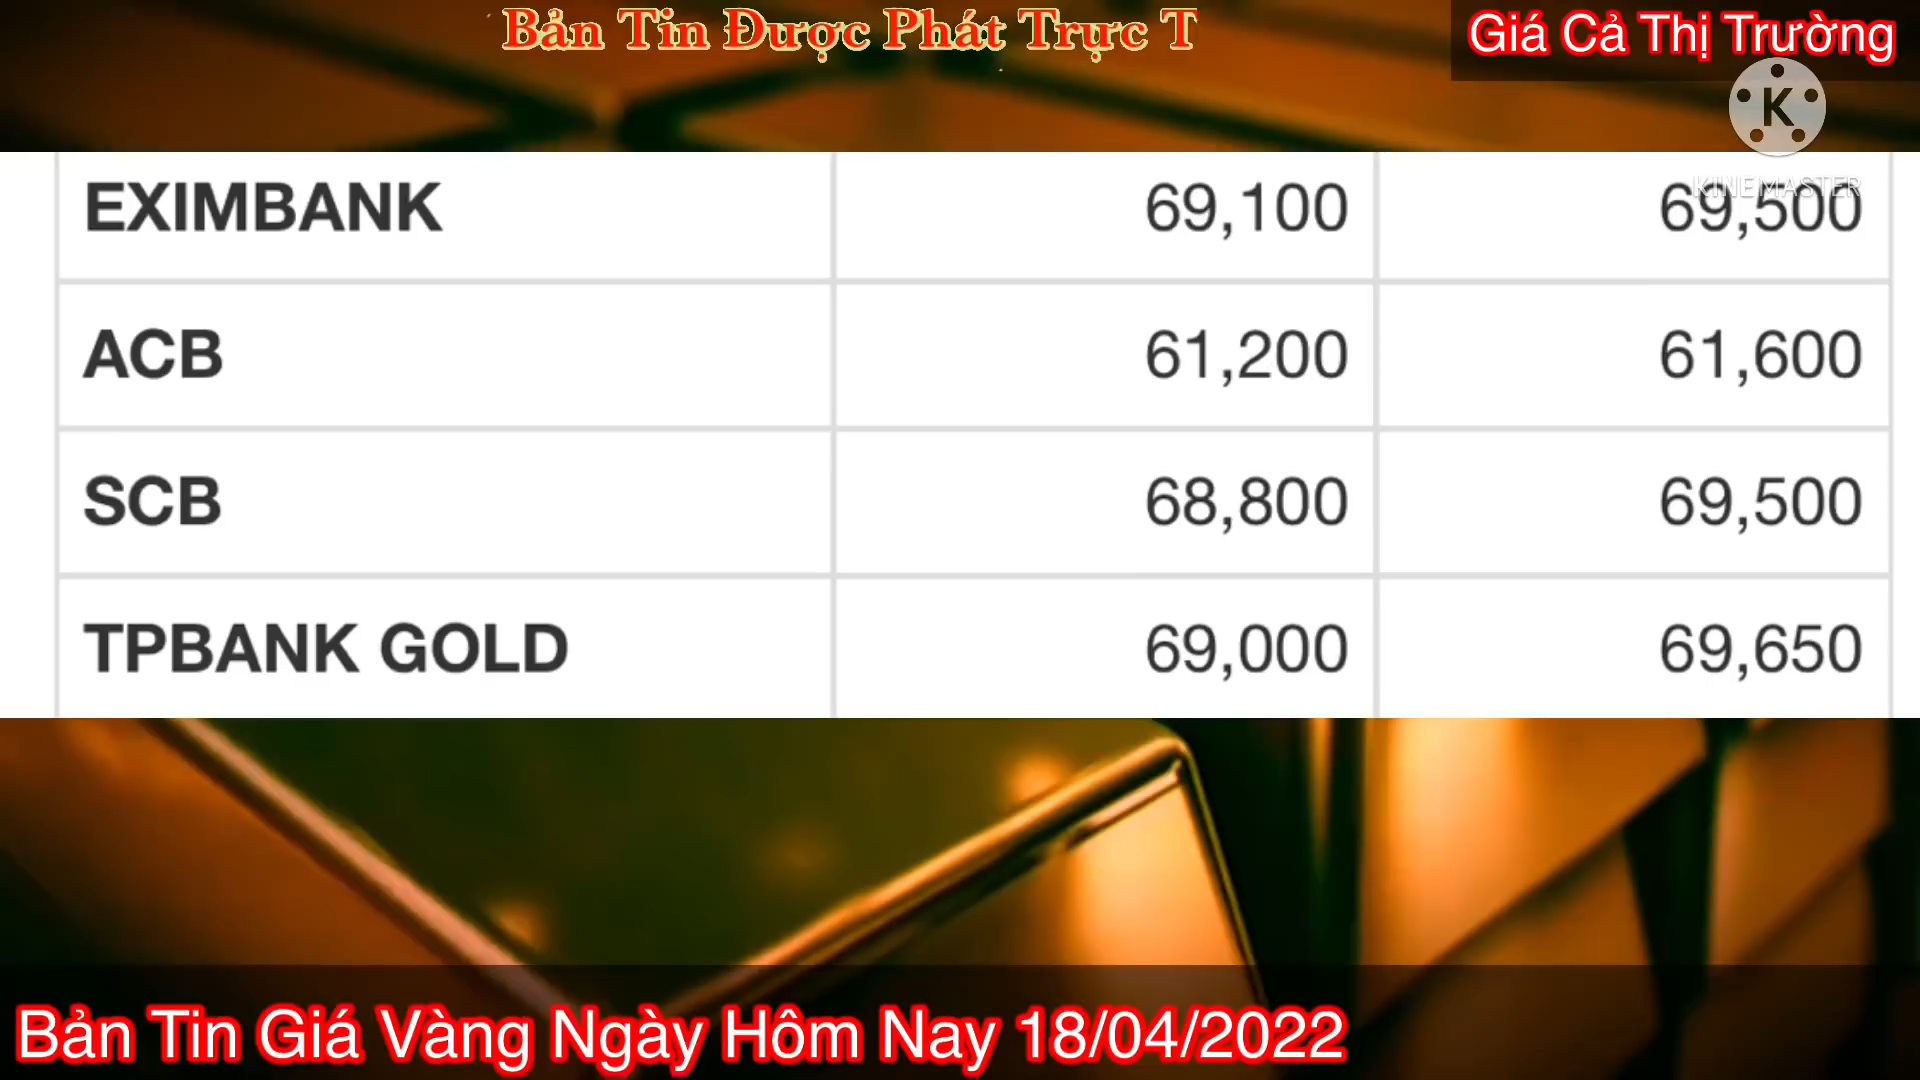 Bản Tin Được Phát Trực T
Giá Cả Thị Trường
K
KINEMASTER
EXIMBANK 69,100 69,500
ACB 61,200 61,600
SCB 68,800 69,500
TPBANK GOLD 69,000 69,650
Bản Tin Giá Vàng Ngày Hôm Nay 18/04/2022